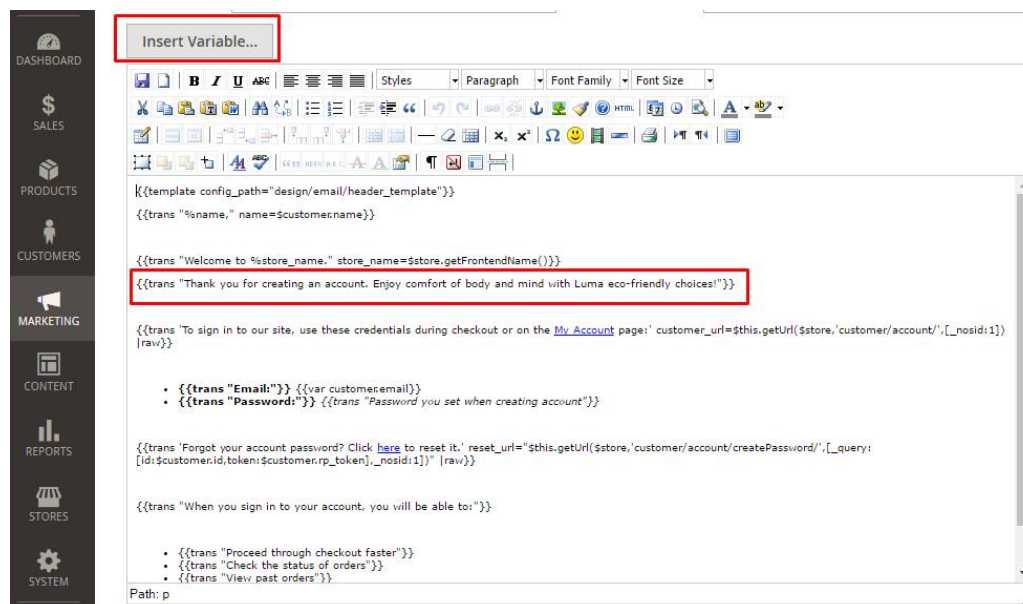 DASHBOARD
SALES
PRODUCTS
CUSTOMERS
MARKETING
CONTENT
REPORTS
STORES
SYSTEM
Insert Variable...
B I U ABC Styles Paragraph Font Family Font Size
HTML A ab
x₂ x² Ω
A
{{template config_path="design/email/header_template"}}
{{trans "%name," name=$customer.name}}
{{trans "Welcome to %store_name." store_name=$store.getFrontendName()}}
{{trans "Thank you for creating an account. Enjoy comfort of body and mind with Luma eco-friendly choices!"}}
{{trans 'To sign in to our site, use these credentials during checkout or on the My Account page:' customer_url=$this.getUrl($store,'customer/account/',[_nosid:1])
|raw}}
• {{trans "Email:"}} {{var customer.email}}
• {{trans "Password:"}} {{trans "Password you set when creating account"}}
{{trans 'Forgot your account password? Click here to reset it.' reset_url="$this.getUrl($store,'customer/account/createPassword/',[_query:
[id:$customer.id,token:$customer.rp_token],_nosid:1])" |raw}}
{{trans "When you sign in to your account, you will be able to:"}}
• {{trans "Proceed through checkout faster"}}
• {{trans "Check the status of orders"}}
• {{trans "View past orders"}}
Path: p